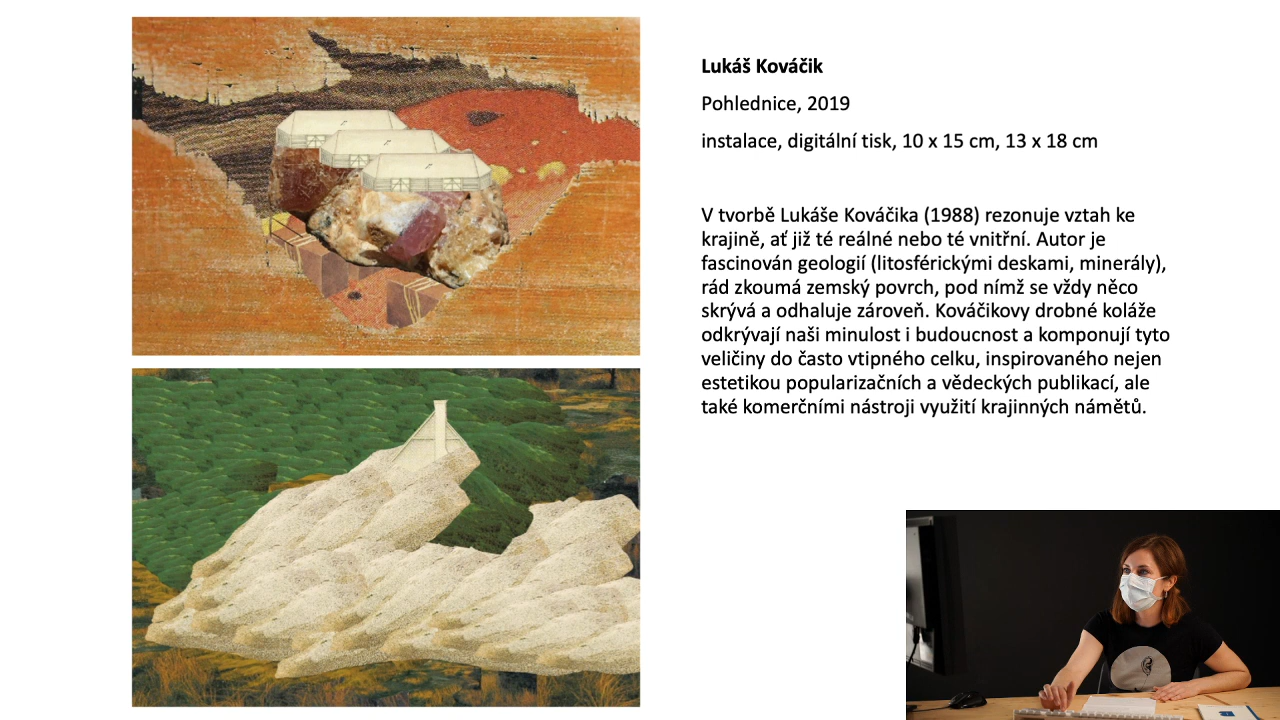 Lukáš Kováčik
Pohlednice, 2019
instalace, digitální tisk, 10 x 15 cm, 13 x 18 cm
V tvorbě Lukáše Kováčika (1988) rezonuje vztah ke
krajině, ať již té reálné nebo té vnitřní. Autor je
fascinován geologií (litosférickými deskami, minerály),
rád zkoumá zemský povrch, pod nímž se vždy něco
skrývá a odhaluje zároveň. Kováčikovy drobné koláže
odkrývají naši minulost i budoucnost a komponují tyto
veličiny do často vtipného celku, inspirovaného nejen
estetikou popularizačních a vědeckých publikací, ale
také komerčními nástroji využití krajinných námětů.